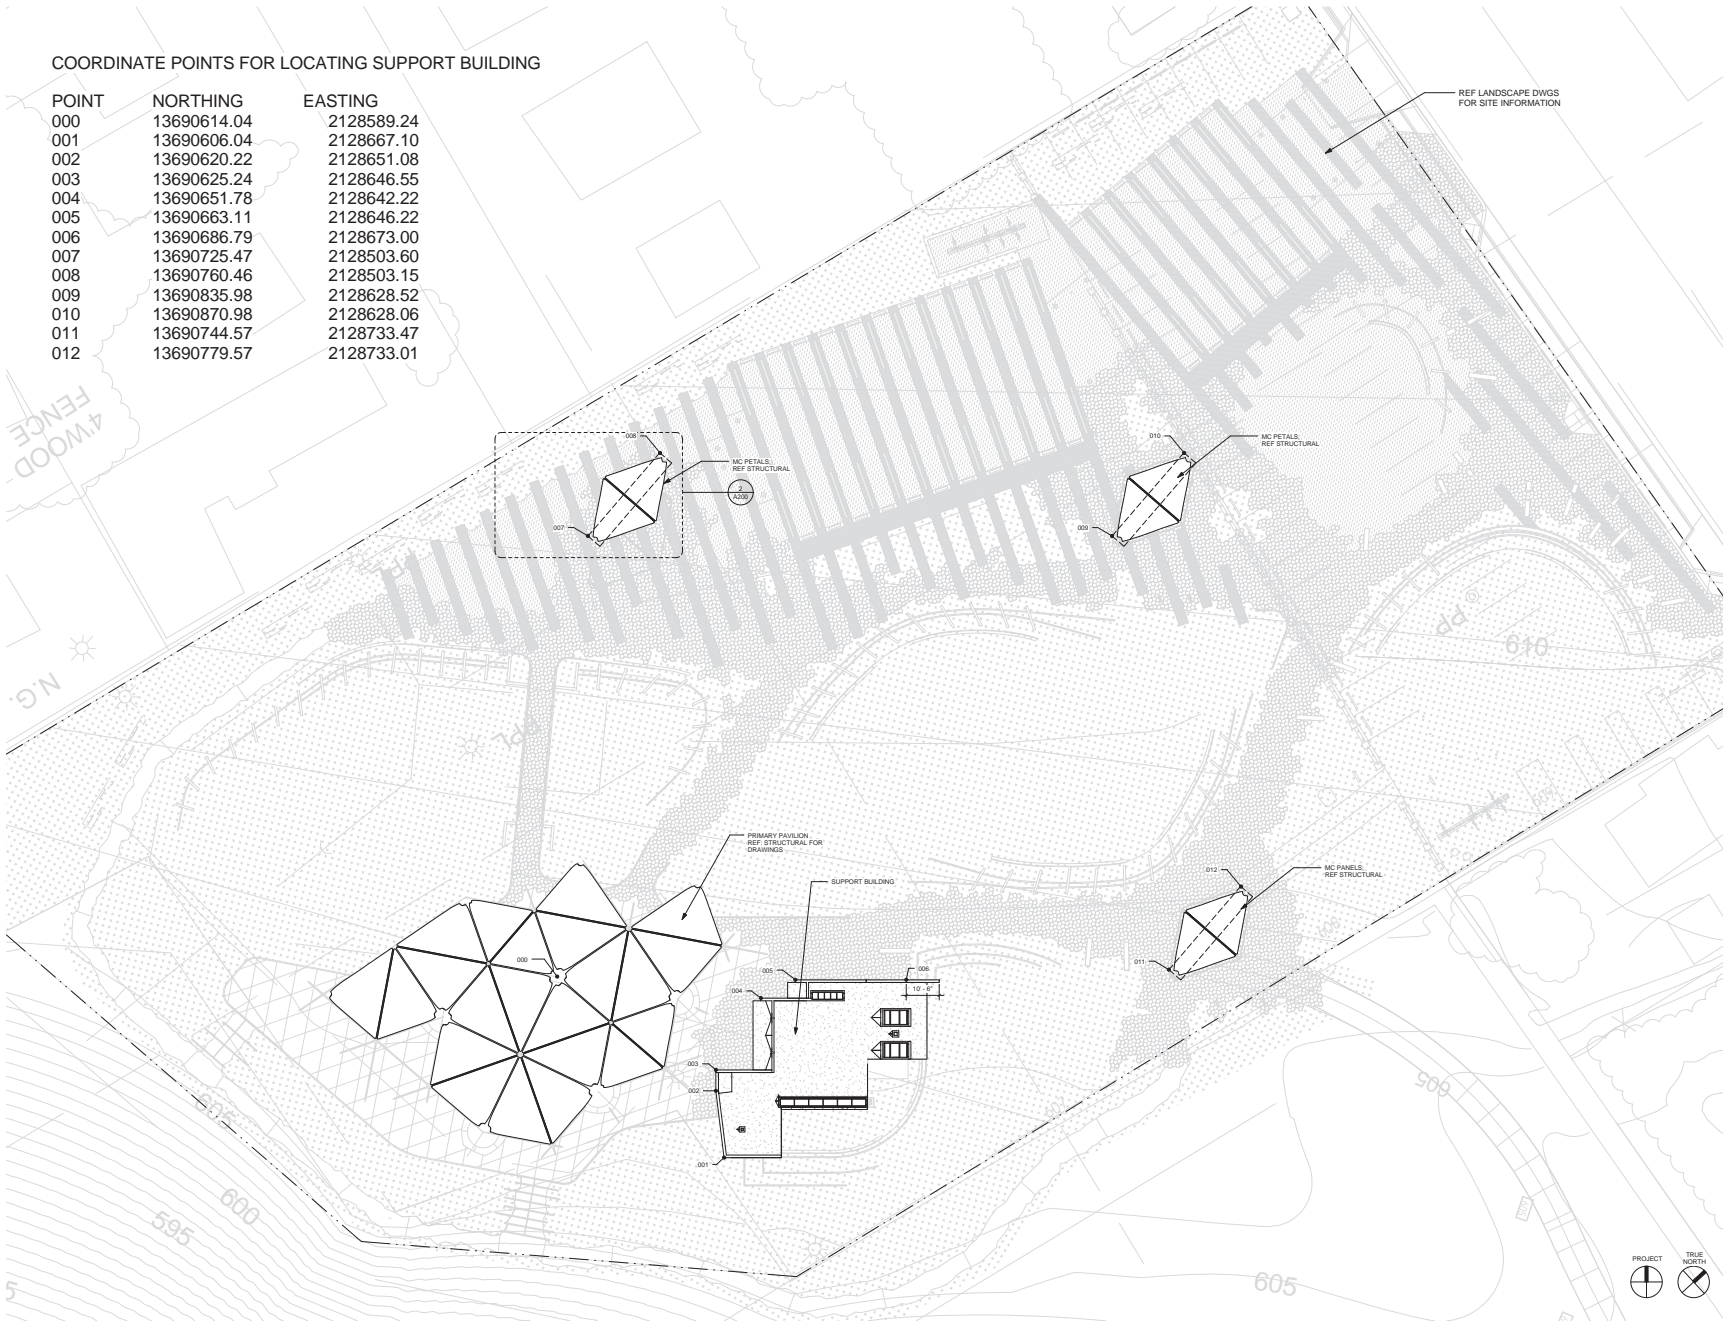 COORDINATE POINTS FOR LOCATING SUPPORT BUILDING
POINT NORTHING EASTING
000 13690614.04 2128589.24
001 13690606.04 2128667.10
002 13690620.22 2128651.08
003 13690625.24 2128646.55
004 13690651.78 2128642.22
005 13690663.11 2128646.22
006 13690686.79 2128673.00
007 13690725.47 2128503.60
008 13690760.46 2128503.15
009 13690835.98 2128628.52
010 13690870.98 2128628.06
011 13690744.57 2128733.47
012 13690779.57 2128733.01
REF LANDSCAPE DWGS
FOR SITE INFORMATION
4'WOOD
FENCE
008
MC PETALS;
REF STRUCTURAL
2
A200
007
010
MC PETALS;
REF STRUCTURAL
009
PP
610
N.G.
PPL
PPL
PRIMARY PAVILION
REF: STRUCTURAL FOR
DRAWINGS
SUPPORT BUILDING
012
MC PANELS;
REF STRUCTURAL
011
000
005
006
10' - 6"
004
003
002
001
605
605
600
595
605
5
PROJECT
TRUE
NORTH